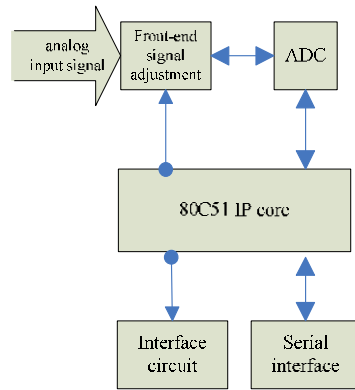 analog
input signal
Front-end
signal
adjustment
ADC
80C51 IP core
Interface
circuit
Serial
interface